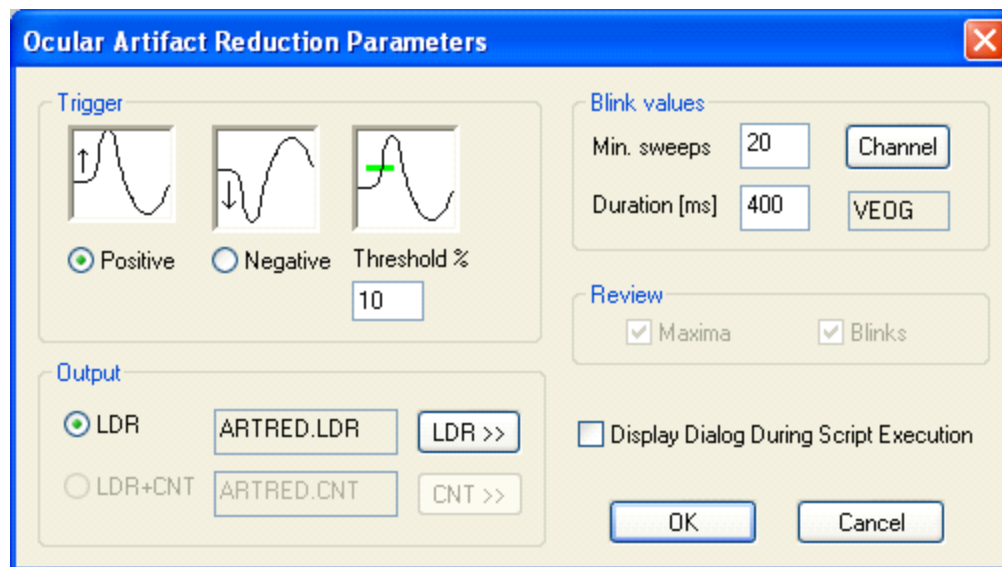 Ocular Artifact Reduction Parameters
Trigger
Positive
Negative
Threshold %
10
Blink values
Min. sweeps 20 Channel
Duration [ms] 400 VEOG
Review
Maxima Blinks
Output
LDR ARTRED.LDR LDR >>
LDR+CNT ARTRED.CNT CNT >>
Display Dialog During Script Execution
OK Cancel